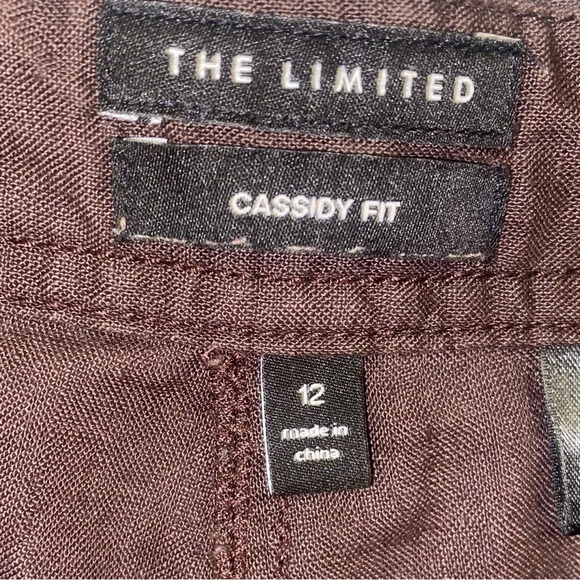 THE LIMITED
CASSIDY FIT
12
made in
china